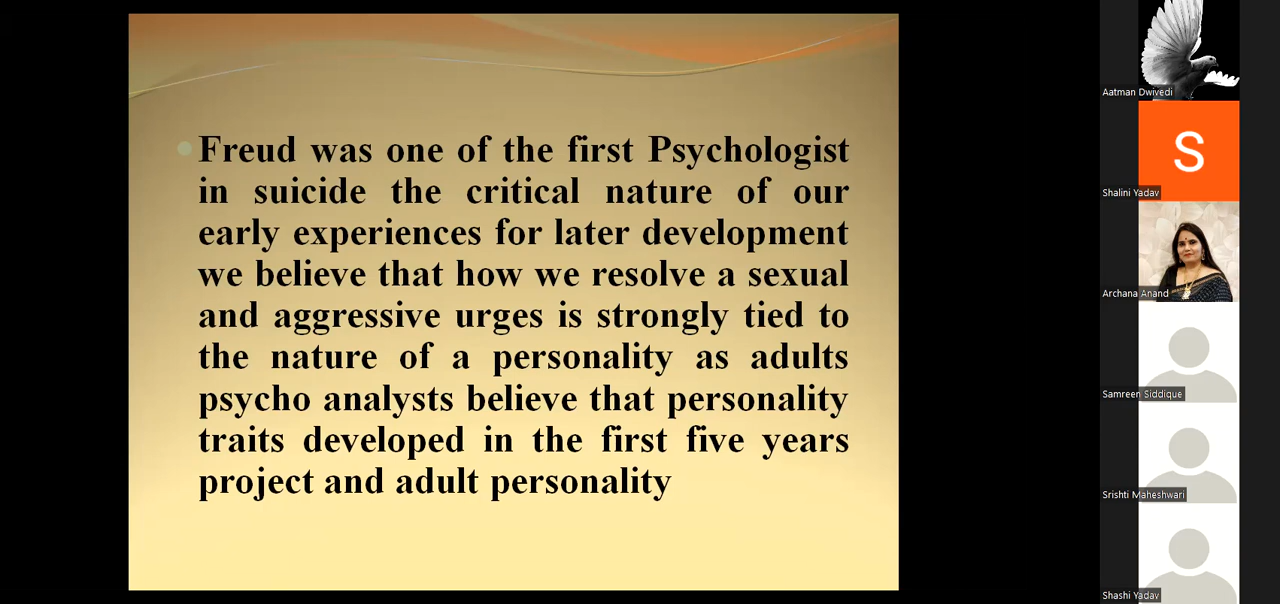 Freud was one of the first Psychologist
in suicide the critical nature of our
early experiences for later development
we believe that how we resolve a sexual
and aggressive urges is strongly tied to
the nature of a personality as adults
psycho analysts believe that personality
traits developed in the first five years
project and adult personality
Aatman Dwivedi
S
Shalini Yadav
Archana Anand
Samreen Siddique
Srishti Maheshwari
Shashi Yadav